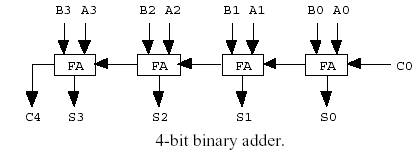 B3 A3 B2 A2 B1 A1 B0 A0
FA FA FA FA C0
C4 S3 S2 S1 S0
4-bit binary adder.